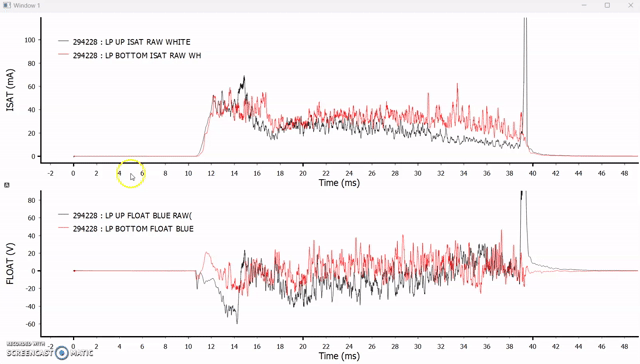 Window 1
294228 : LP UP ISAT RAW WHITE
294228 : LP BOTTOM ISAT RAW WH
ISAT (mA)
100
80
60
40
20
0
-2 0 2 4 6 8 10 12 14 16 18 20 22 24 26 28 30 32 34 36 38 40 42 44 46 48
Time (ms)
294228 : LP UP FLOAT BLUE RAW(
294228 : LP BOTTOM FLOAT BLUE
FLOAT (V)
80
60
40
20
0
-20
-40
-60
-2 0 2 4 6 8 10 12 14 16 18 20 22 24 26 28 30 32 34 36 38 40 42 44 46 48
Time (ms)
RECORDED WITH
SCREENCAST MATIC